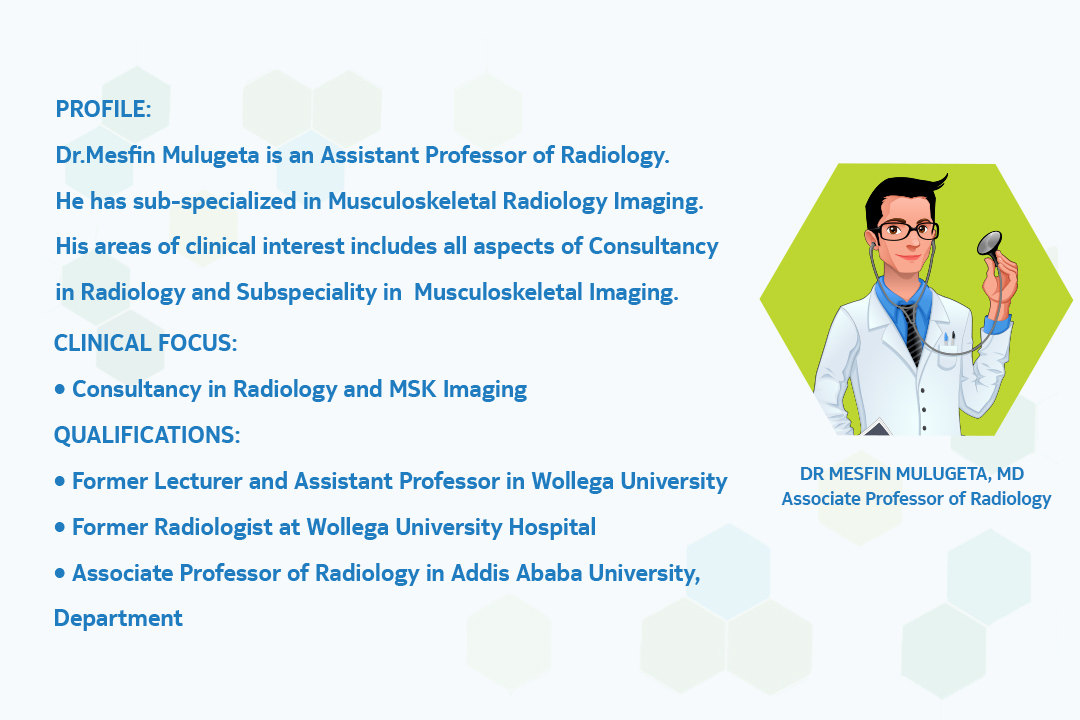 PROFILE:
Dr.Mesfin Mulugeta is an Assistant Professor of Radiology.
He has sub-specialized in Musculoskeletal Radiology Imaging.
His areas of clinical interest includes all aspects of Consultancy
in Radiology and Subspeciality in  Musculoskeletal Imaging.
CLINICAL FOCUS:
• Consultancy in Radiology and MSK Imaging
QUALIFICATIONS:
• Former Lecturer and Assistant Professor in Wollega University
• Former Radiologist at Wollega University Hospital
• Associate Professor of Radiology in Addis Ababa University,
Department
DR MESFIN MULUGETA, MD
Associate Professor of Radiology